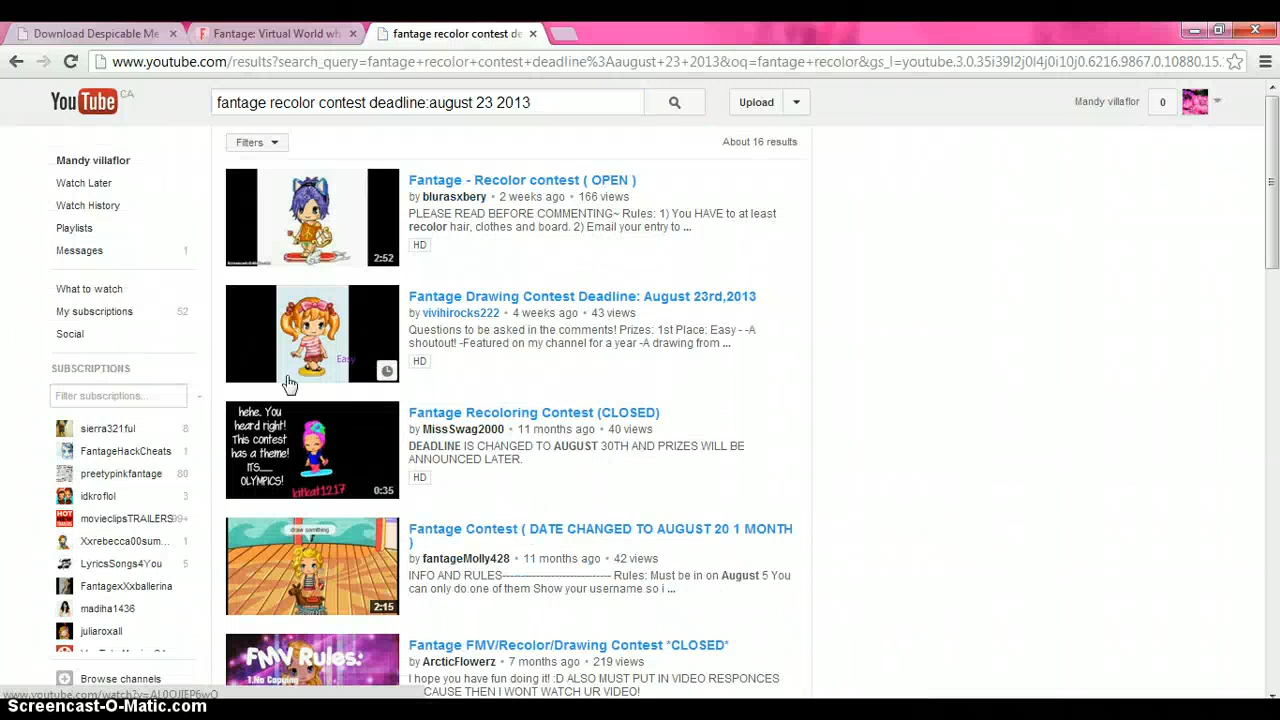 Download Despicable Me
Fantage: Virtual World wh
fantage recolor contest de
www.youtube.com/results?search_query=fantage+recolor+contest+deadline%3Aaugust+23+2013&oq=fantage+recolor&gs_l=youtube.3.0.35i39l2j0l4j0i10j0.6216.9867.0.10880.15.
YouTube CA
fantage recolor contest deadline:august 23 2013
Upload
Mandy villaflor
0
Filters
About 16 results
Mandy villaflor
Watch Later
Watch History
Playlists
Messages 1
What to watch
My subscriptions 52
Social
SUBSCRIPTIONS
Filter subscriptions...
sierra321ful 8
FantageHackCheats 1
preetypinkfantage 80
idkroflol 3
movieclipsTRAILERS 99+
Xxrebecca00sum... 1
LyricsSongs4You 5
FantagexXxballerina
madiha1436
juliaroxall
Browse channels
Fantage - Recolor contest ( OPEN )
by blurasxbery • 2 weeks ago • 166 views
PLEASE READ BEFORE COMMENTING~ Rules: 1) You HAVE to at least
recolor hair, clothes and board. 2) Email your entry to ...
HD
2:52
Fantage Drawing Contest Deadline: August 23rd,2013
by vivihirocks222 • 4 weeks ago • 43 views
Questions to be asked in the comments! Prizes: 1st Place: Easy - -A
shoutout! -Featured on my channel for a year -A drawing from ...
HD
Easy
Fantage Recoloring Contest (CLOSED)
by MissSwag2000 • 11 months ago • 40 views
DEADLINE IS CHANGED TO AUGUST 30TH AND PRIZES WILL BE
ANNOUNCED LATER.
HD
hehe. You
heard right!
This contest
has a theme!
ITS....
OLYMPICS!
kitkat1217
0:35
Fantage Contest ( DATE CHANGED TO AUGUST 20 1 MONTH
)
by fantageMolly428 • 11 months ago • 42 views
INFO AND RULES------------------------------ Rules: Must be in on August 5 You
can only do one of them Show your username so i ...
draw something
2:15
Fantage FMV/Recolor/Drawing Contest *CLOSED*
by ArcticFlowerz • 7 months ago • 219 views
I hope you have fun doing it! :D ALSO MUST PUT IN VIDEO RESPONCES
CAUSE THEN I WONT WATCH UR VIDEO!
FMV Rules:
1.No Copying
Screencast-O-Matic.com